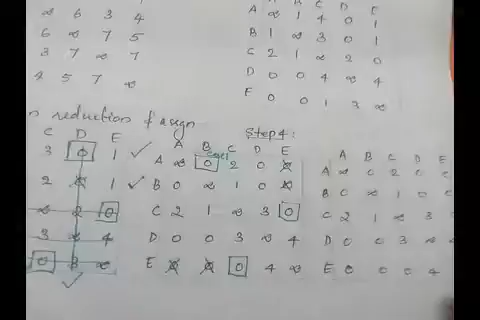 ∞ 6 3 4
6 ∞ 7 5
3 7 ∞ 7
4 5 7 ∞
B C D E
A ∞ 1 4 0 1
B 1 ∞ 3 0 1
C 2 1 ∞ 2 0
D 0 0 4 ∞ 4
E 0 0 1 3 ∞
n reduction & assign
C D E
3 0 1 ✓
2 1 ✓
∞ 2 0
3 ∞ 4
0 ∞
✓
Step 4:
A B C D E
A ∞ 0 2 0
B 0 ∞ 1 0
C 2 1 ∞ 3 0
D 0 0 3 ∞ 4
E 0 4 ∞
A B C D E
A ∞ 0 2 0
B 0 ∞ 1 0
C 2 1 ∞ 3
D 0 0 3
E 0 0 0 4